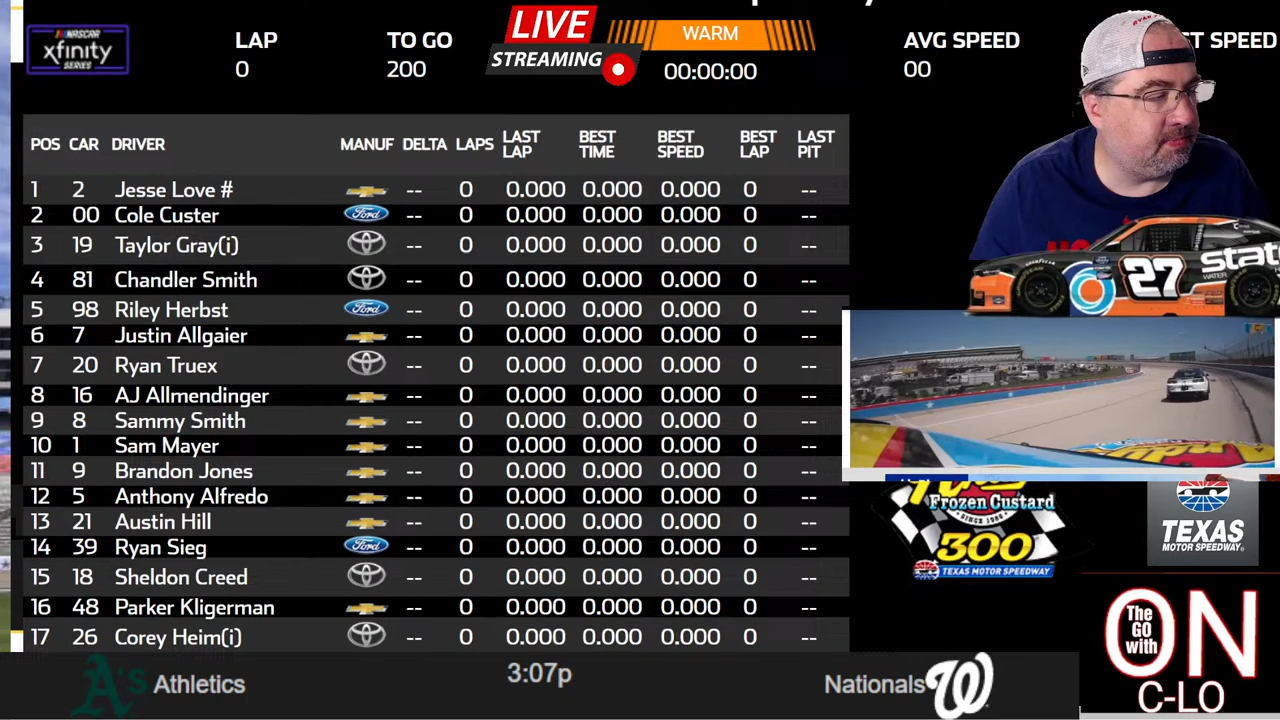 NASCAR
xfinity
SERIES
LAP
0
TO GO
200
LIVE
STREAMING
WARM
00:00:00
AVG SPEED
00
ST SPEED
POS CAR DRIVER MANUF DELTA LAPS LAST LAP BEST TIME BEST SPEED BEST LAP LAST PIT
1 2 Jesse Love # -- 0 0.000 0.000 0.000 0 --
2 00 Cole Custer Ford -- 0 0.000 0.000 0.000 0 --
3 19 Taylor Gray(i) -- 0 0.000 0.000 0.000 0 --
4 81 Chandler Smith -- 0 0.000 0.000 0.000 0 --
5 98 Riley Herbst Ford -- 0 0.000 0.000 0.000 0 --
6 7 Justin Allgaier -- 0 0.000 0.000 0.000 0 --
7 20 Ryan Truex -- 0 0.000 0.000 0.000 0 --
8 16 AJ Allmendinger -- 0 0.000 0.000 0.000 0 --
9 8 Sammy Smith -- 0 0.000 0.000 0.000 0 --
10 1 Sam Mayer -- 0 0.000 0.000 0.000 0 --
11 9 Brandon Jones -- 0 0.000 0.000 0.000 0 --
12 5 Anthony Alfredo -- 0 0.000 0.000 0.000 0 --
13 21 Austin Hill -- 0 0.000 0.000 0.000 0 --
14 39 Ryan Sieg Ford -- 0 0.000 0.000 0.000 0 --
15 18 Sheldon Creed -- 0 0.000 0.000 0.000 0 --
16 48 Parker Kligerman -- 0 0.000 0.000 0.000 0 --
17 26 Corey Heim(i) -- 0 0.000 0.000 0.000 0 --
27
stat
WATER
Andy
Frozen Custard
SINCE 1986
300
TEXAS MOTOR SPEEDWAY
TEXAS
MOTOR SPEEDWAY
The
GO
with
ON
C-LO
A's Athletics
3:07p
Nationals W